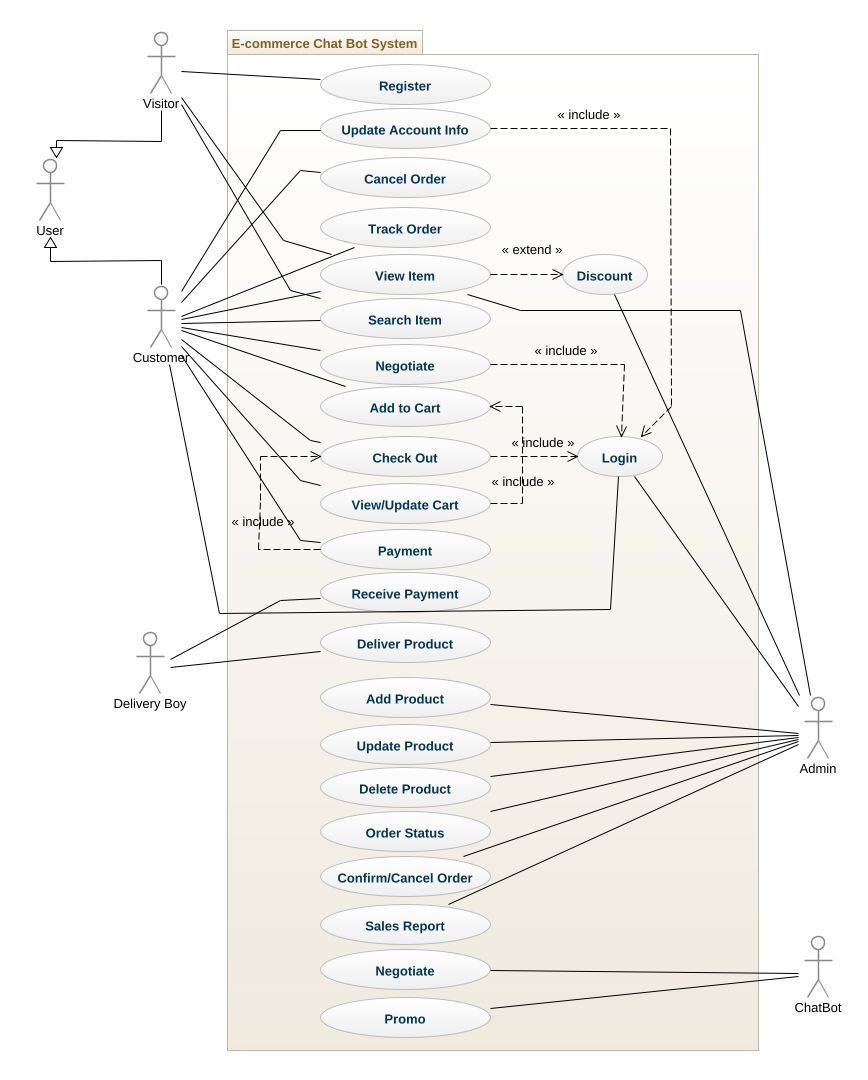 E-commerce Chat Bot System
Visitor
Register
Update Account Info
« include »
Cancel Order
User
Track Order
« extend »
View Item
Discount
Search Item
Customer
Negotiate
« include »
Add to Cart
« include »
Check Out
Login
« include »
View/Update Cart
« include »
Payment
Receive Payment
Deliver Product
Delivery Boy
Add Product
Update Product
Admin
Delete Product
Order Status
Confirm/Cancel Order
Sales Report
Negotiate
ChatBot
Promo